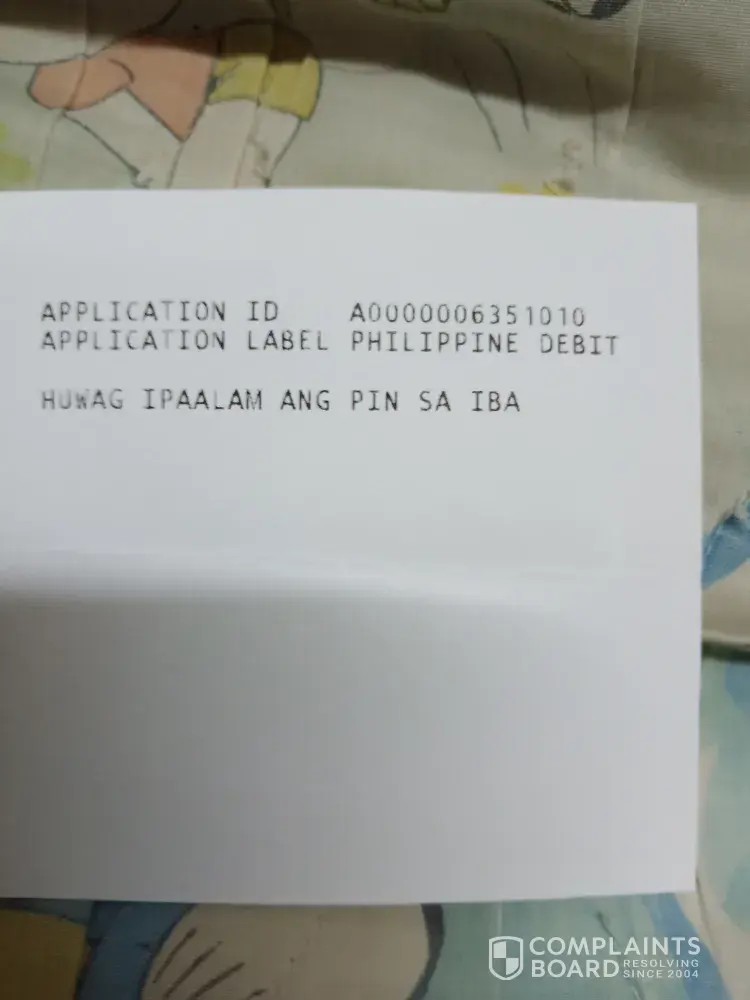 APPLICATION ID A0000006351010
APPLICATION LABEL PHILIPPINE DEBIT
HUWAG IPAALAM ANG PIN SA IBA
COMPLAINTS
BOARD RESOLVING
SINCE 2004